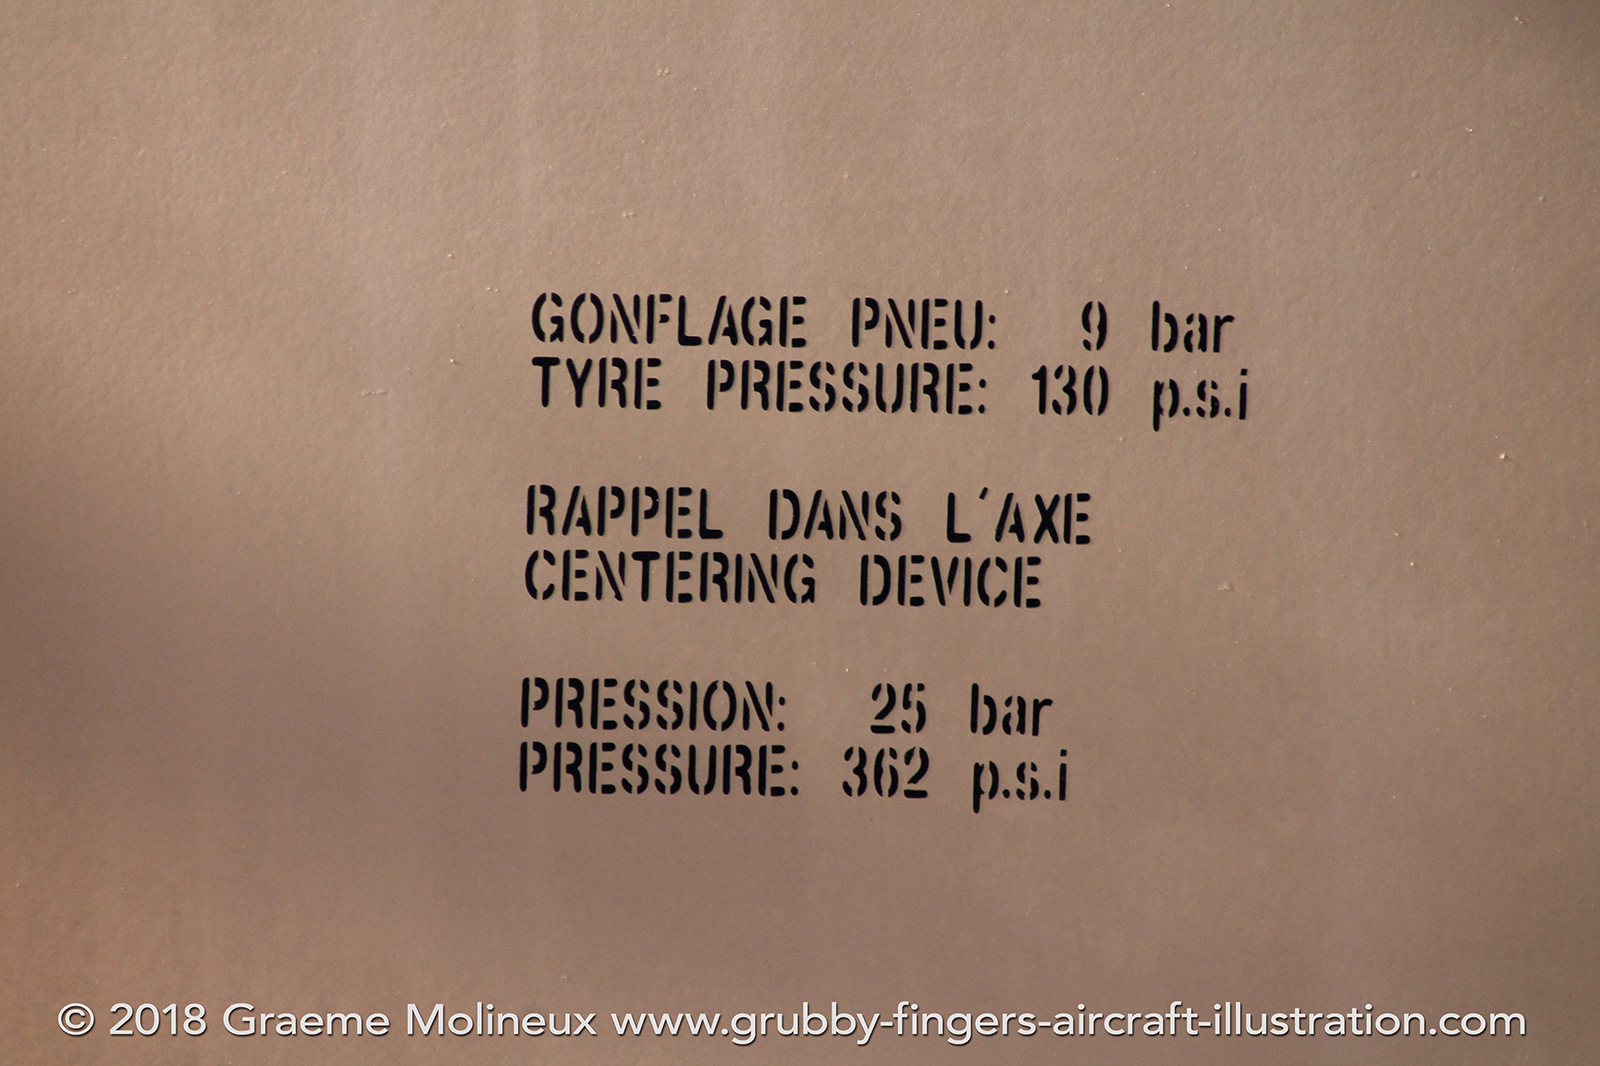 GONFLAGE PNEU: 9 bar
TYRE PRESSURE: 130 p.s.i
RAPPEL DANS L'AXE
CENTERING DEVICE
PRESSION: 25 bar
PRESSURE: 362 p.s.i
© 2018 Graeme Molineux www.grubby-fingers-aircraft-illustration.com